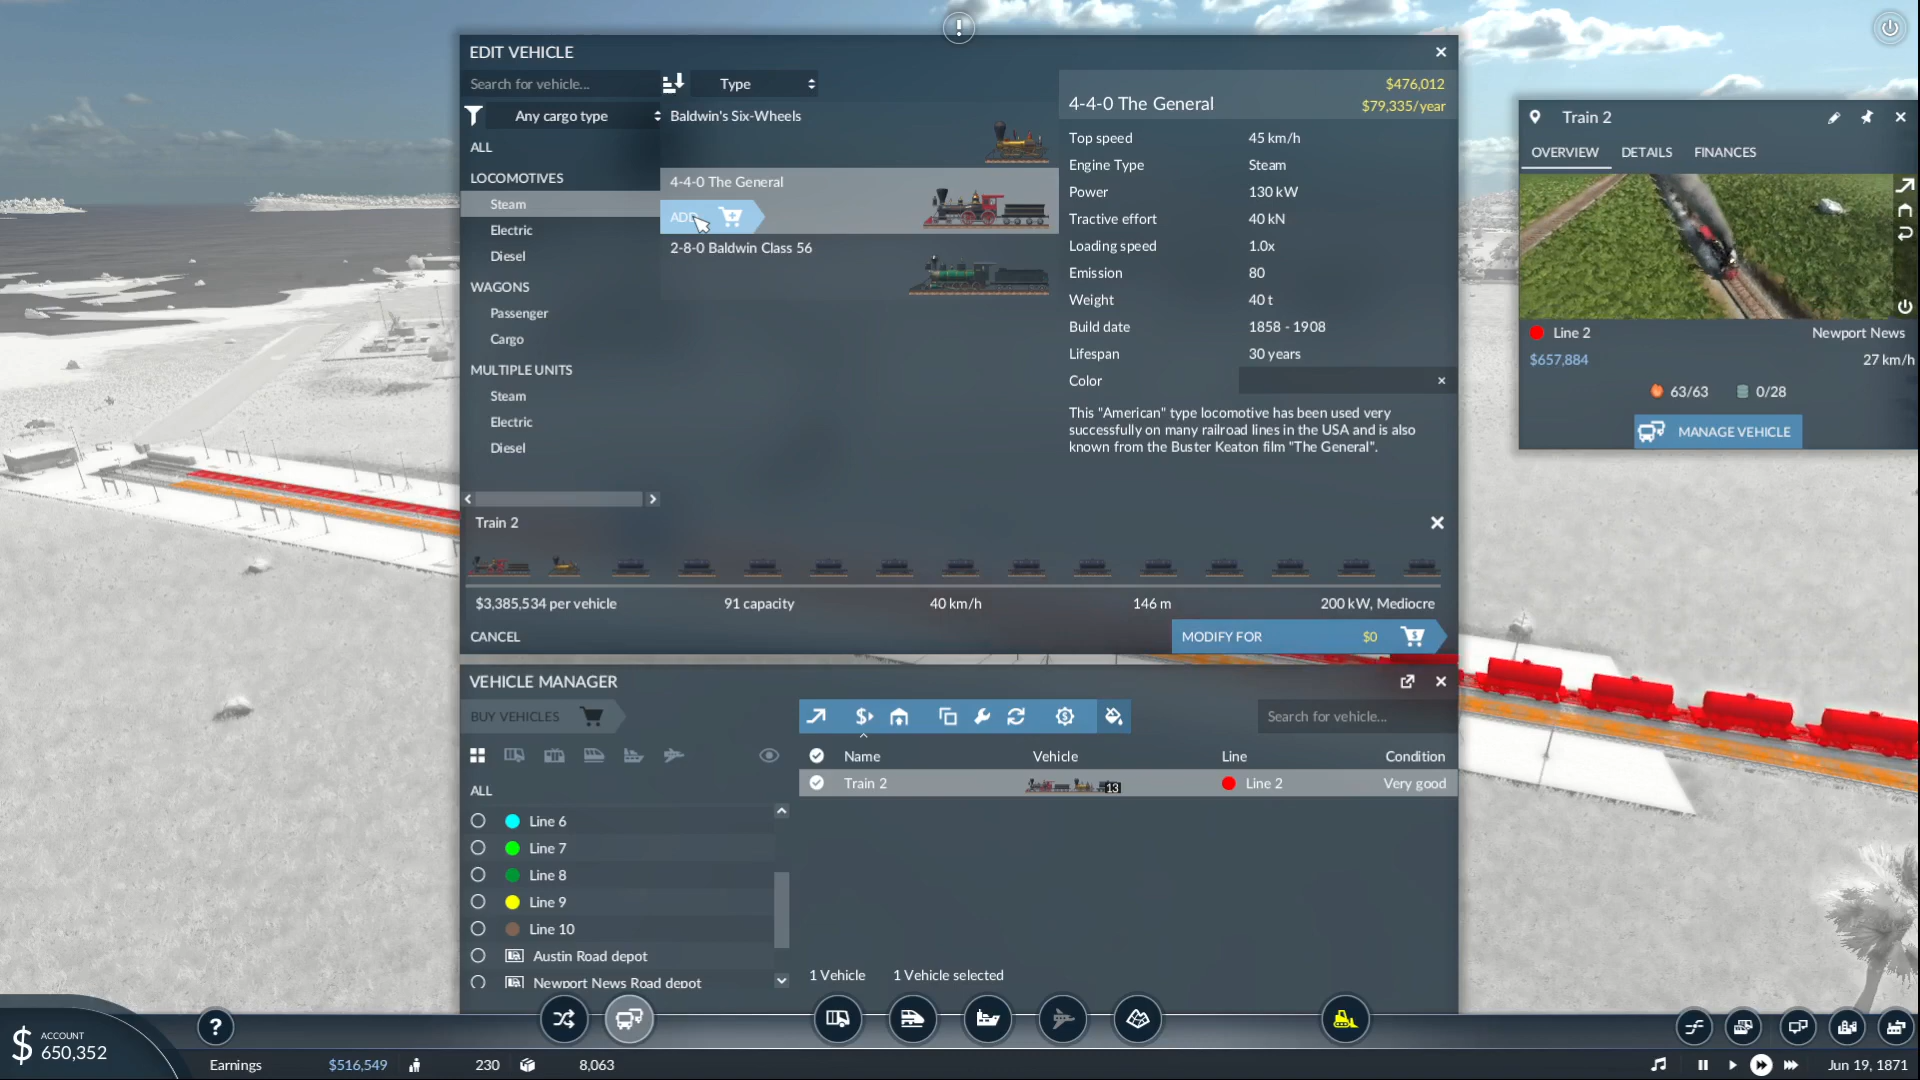 EDIT VEHICLE
Search for vehicle...
Type
Any cargo type
ALL
LOCOMOTIVES
Steam
Electric
Diesel
WAGONS
Passenger
Cargo
MULTIPLE UNITS
Steam
Electric
Diesel
Baldwin's Six-Wheels
4-4-0 The General
ADD
2-8-0 Baldwin Class 56
$476,012
4-4-0 The General
$79,335/year
Top speed 45 km/h
Engine Type Steam
Power 130 kW
Tractive effort 40 kN
Loading speed 1.0x
Emission 80
Weight 40 t
Build date 1858 - 1908
Lifespan 30 years
Color
This "American" type locomotive has been used very
successfully on many railroad lines in the USA and is also
known from the Buster Keaton film "The General".
Train 2
$3,385,534 per vehicle 91 capacity 40 km/h 146 m 200 kW, Mediocre
CANCEL
MODIFY FOR $0
VEHICLE MANAGER
BUY VEHICLES
Search for vehicle...
ALL
Line 6
Line 7
Line 8
Line 9
Line 10
Austin Road depot
Newport News Road depot
Name Vehicle Line Condition
Train 2 13 Line 2 Very good
1 Vehicle 1 Vehicle selected
Train 2
OVERVIEW DETAILS FINANCES
Line 2 Newport News
$657,884 27 km/h
63/63 0/28
MANAGE VEHICLE
?
$ ACCOUNT
650,352
Earnings $516,549 230 8,063
Jun 19, 1871